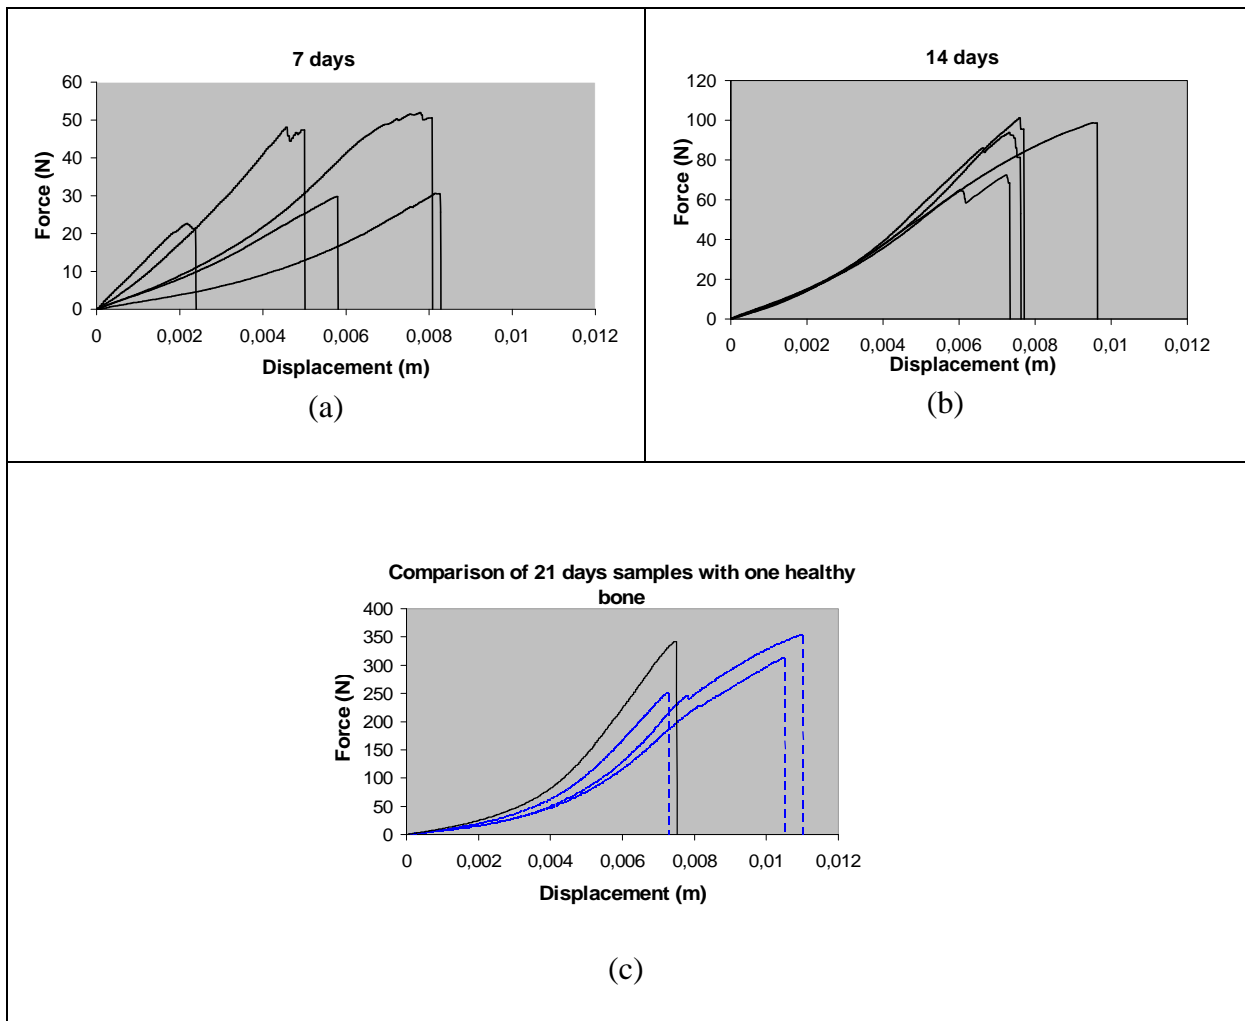 7 days
60
50
40
30
20
10
0
Force (N)
0 0,002 0,004 0,006 0,008 0,01 0,012
Displacement (m)
(a)
14 days
120
100
80
60
40
20
0
Force (N)
0 0,002 0,004 0,006 0,008 0,01 0,012
Displacement (m)
(b)
Comparison of 21 days samples with one healthy
bone
400
350
300
250
200
150
100
50
0
Force (N)
0 0,002 0,004 0,006 0,008 0,01 0,012
Displacement (m)
(c)